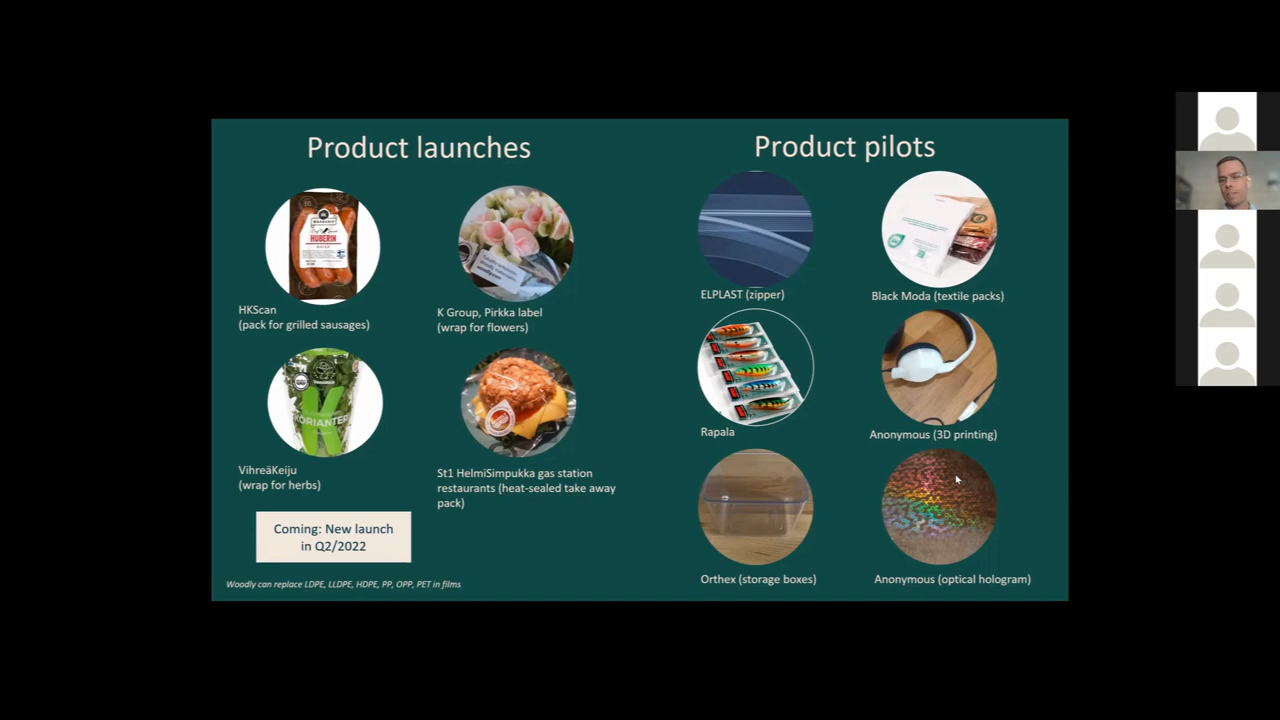 Product launches
HUBERIN
HKScan
(pack for grilled sausages)
K Group, Pirkka label
(wrap for flowers)
KORIANTER
VihreäKeiju
(wrap for herbs)
St1 HelmiSimpukka gas station
restaurants (heat-sealed take away
pack)
Coming: New launch
in Q2/2022
Woodly can replace LDPE, LLDPE, HDPE, PP, OPP, PET in films
Product pilots
ELPLAST (zipper)
Black Moda (textile packs)
Rapala
Anonymous (3D printing)
Orthex (storage boxes)
Anonymous (optical hologram)